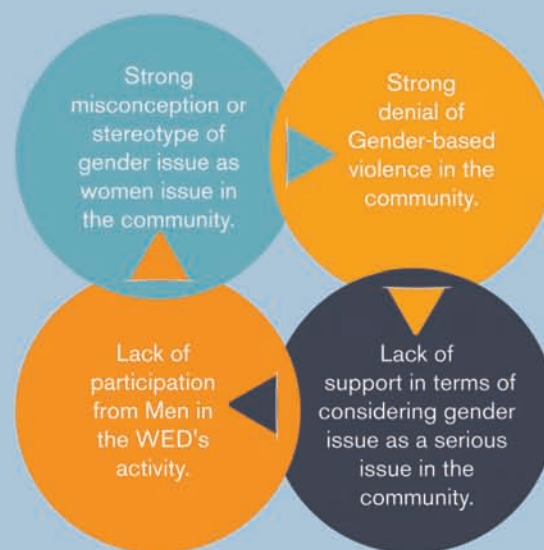 Strong
misconception or
stereotype of
gender issue as
women issue in
the community.
Strong
denial of
Gender-based
violence in the
community.
Lack of
support in terms of
considering gender
issue as a serious
issue in the
community.
Lack of
participation
from Men in
the WED's
activity.